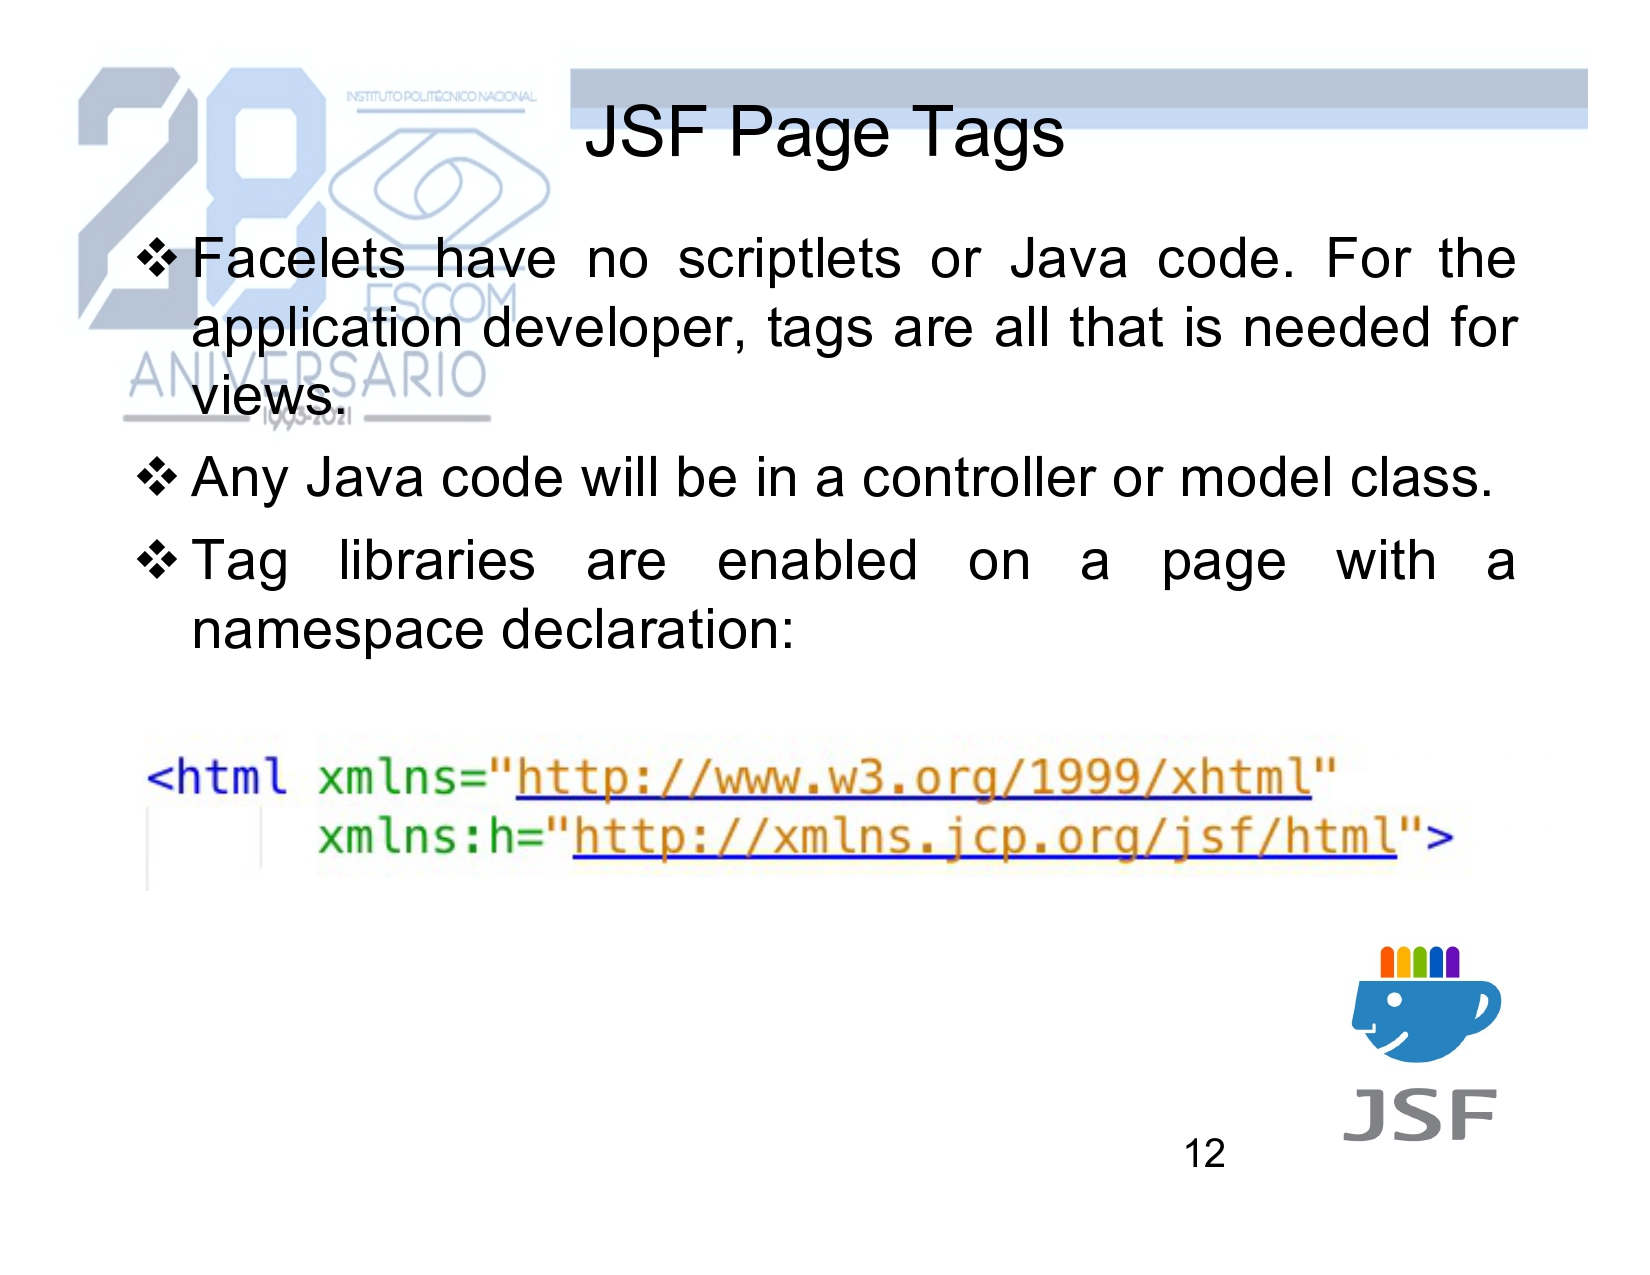 INSTITUTO POLITÉCNICO NACIONAL
JSF Page Tags
❖ Facelets have no scriptlets or Java code. For the
application developer, tags are all that is needed for
views.
28
ESCOM
ANIVERSARIO
1993-2021
❖ Any Java code will be in a controller or model class.
❖ Tag libraries are enabled on a page with a
namespace declaration:
<html xmlns="http://www.w3.org/1999/xhtml"
xmlns:h="http://xmlns.jcp.org/jsf/html">
JSF
12